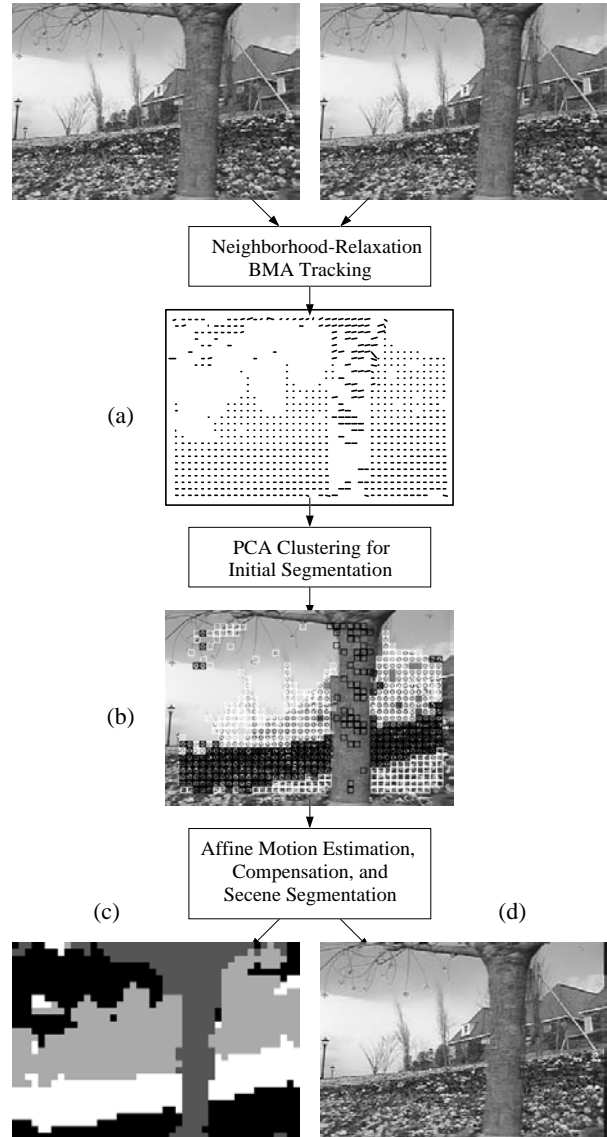 Neighborhood-Relaxation
BMA Tracking
(a)
PCA Clustering for
Initial Segmentation
(b)
Affine Motion Estimation,
Compensation, and
Secene Segmentation
(c)
(d)